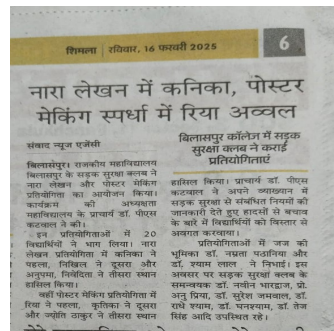 शिमला | रविवार, 16 फरवरी 2025
6
नारा लेखन में कनिका, पोस्टर
मेकिंग स्पर्धा में रिया अव्वल
संवाद न्यूज एजेंसी
बिलासपुर। राजकीय महाविद्यालय
बिलासपुर के सड़क सुरक्षा क्लब ने
नारा लेखन और पोस्टर मेकिंग
प्रतियोगिता का आयोजन किया।
कार्यक्रम की अध्यक्षता
महाविद्यालय के प्राचार्य डॉ. पीएस
कटवाल ने की।
इन प्रतियोगिताओं में 20
विद्यार्थियों ने भाग लिया। नारा
लेखन प्रतियोगिता में कनिका ने
पहला, निखिल ने दूसरा और
अनुपमा, निवेदिता ने तीसरा स्थान
हासिल किया।
वहीं पोस्टर मेकिंग प्रतियोगिता में
रिया ने पहला, कृतिका ने दूसरा
और ज्योति ठाकुर ने तीसरा स्थान
बिलासपुर कॉलेज में सड़क
सुरक्षा क्लब ने कराईं
प्रतियोगिताएं
हासिल किया। प्राचार्य डॉ. पीएस
कटवाल ने अपने व्याख्यान में
सड़क सुरक्षा से संबंधित नियमों की
जानकारी देते हुए हादसों से बचाव
के बारे में विद्यार्थियों को विस्तार से
अवगत करवाया।
प्रतियोगिताओं में जज की
भूमिका डॉ. नम्रता पठानिया और
डॉ. श्याम लाल ने निभाई। इस
अवसर पर सड़क सुरक्षा क्लब के
समन्वयक डॉ. नवीन भारद्वाज, प्रो.
अनु प्रिया, डॉ. सुरेश जमवाल, डॉ.
राधे श्याम, डॉ. घनश्याम, डॉ. तेज
सिंह आदि उपस्थित रहे।